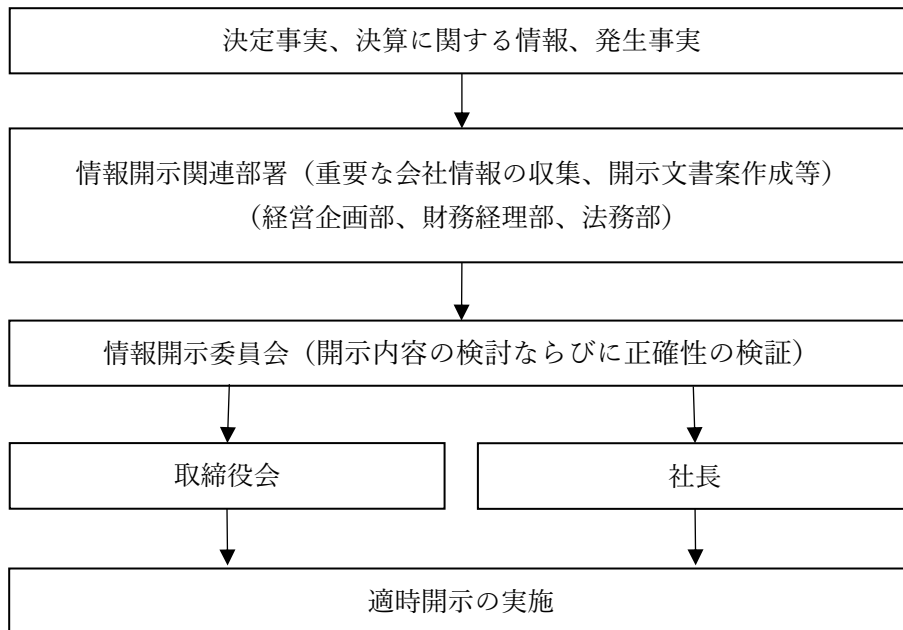 決定事実、決算に関する情報、発生事実
情報開示関連部署（重要な会社情報の収集、開示文書案作成等）
（経営企画部、財務経理部、法務部）
情報開示委員会（開示内容の検討ならびに正確性の検証）
取締役会
社長
適時開示の実施